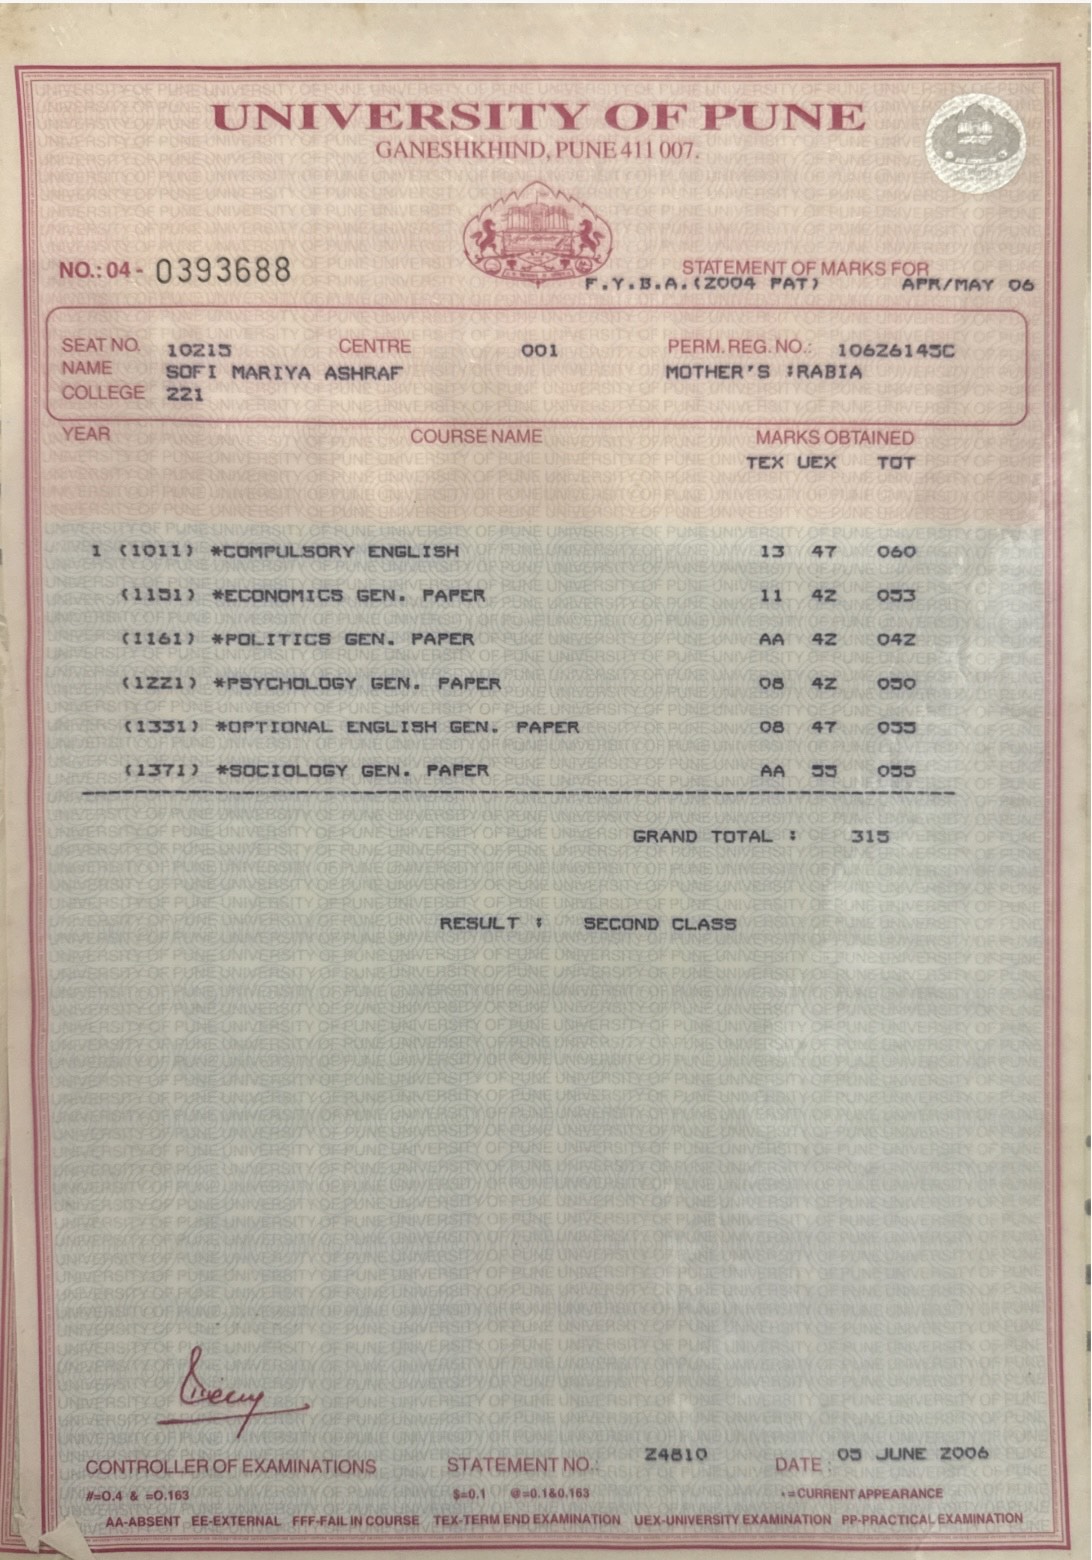 UNIVERSITY OF PUNE
GANESHKHIND, PUNE 411 007.
NO.: 04 - 0393688
STATEMENT OF MARKS FOR
F.Y.B.A.(2004 PAT) APR/MAY 06
SEAT NO. 10215 CENTRE 001 PERM. REG. NO.: 10626145C
NAME SOFI MARIYA ASHRAF MOTHER'S :RABIA
COLLEGE 221
YEAR COURSE NAME MARKS OBTAINED
TEX UEX TOT
1 (1011) *COMPULSORY ENGLISH 13 47 060
(1151) *ECONOMICS GEN. PAPER 11 42 053
(1161) *POLITICS GEN. PAPER AA 42 042
(1221) *PSYCHOLOGY GEN. PAPER 08 42 050
(1331) *OPTIONAL ENGLISH GEN. PAPER 08 47 055
(1371) *SOCIOLOGY GEN. PAPER AA 55 055
GRAND TOTAL : 315
RESULT : SECOND CLASS
CONTROLLER OF EXAMINATIONS STATEMENT NO.: 24810 DATE : 05 JUNE 2006
#=O.4 & =O.163 $=0.1 @=0.1&0.163 *=CURRENT APPEARANCE
AA-ABSENT EE-EXTERNAL FFF-FAIL IN COURSE TEX-TERM END EXAMINATION UEX-UNIVERSITY EXAMINATION PP-PRACTICAL EXAMINATION